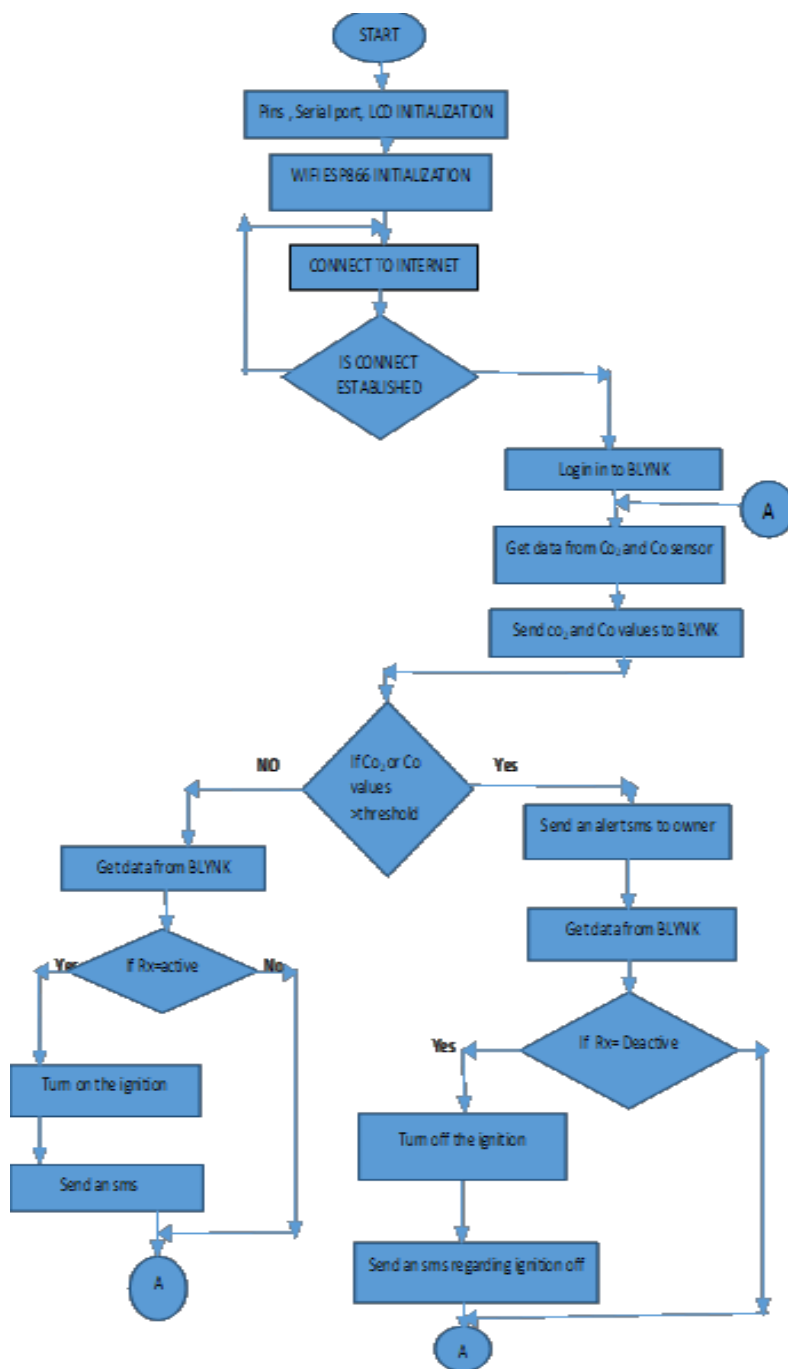 START
Pins , Serial port, LCD INITIALIZATION
WIFI ESP866 INITIALIZATION
CONNECT TO INTERNET
IS CONNECT
ESTABLISHED
Login in to BLYNK
A
Get data from Co₂ and Co sensor
Send co₂ and Co values to BLYNK
If Co₂ or Co
values
>threshold
NO
Yes
Send an alert sms to owner
Get data from BLYNK
Get data from BLYNK
If Rx=active
Yes
No
If Rx= Deactive
Yes
Turn on the ignition
Turn off the ignition
Send an sms
Send an sms regarding ignition off
A
A